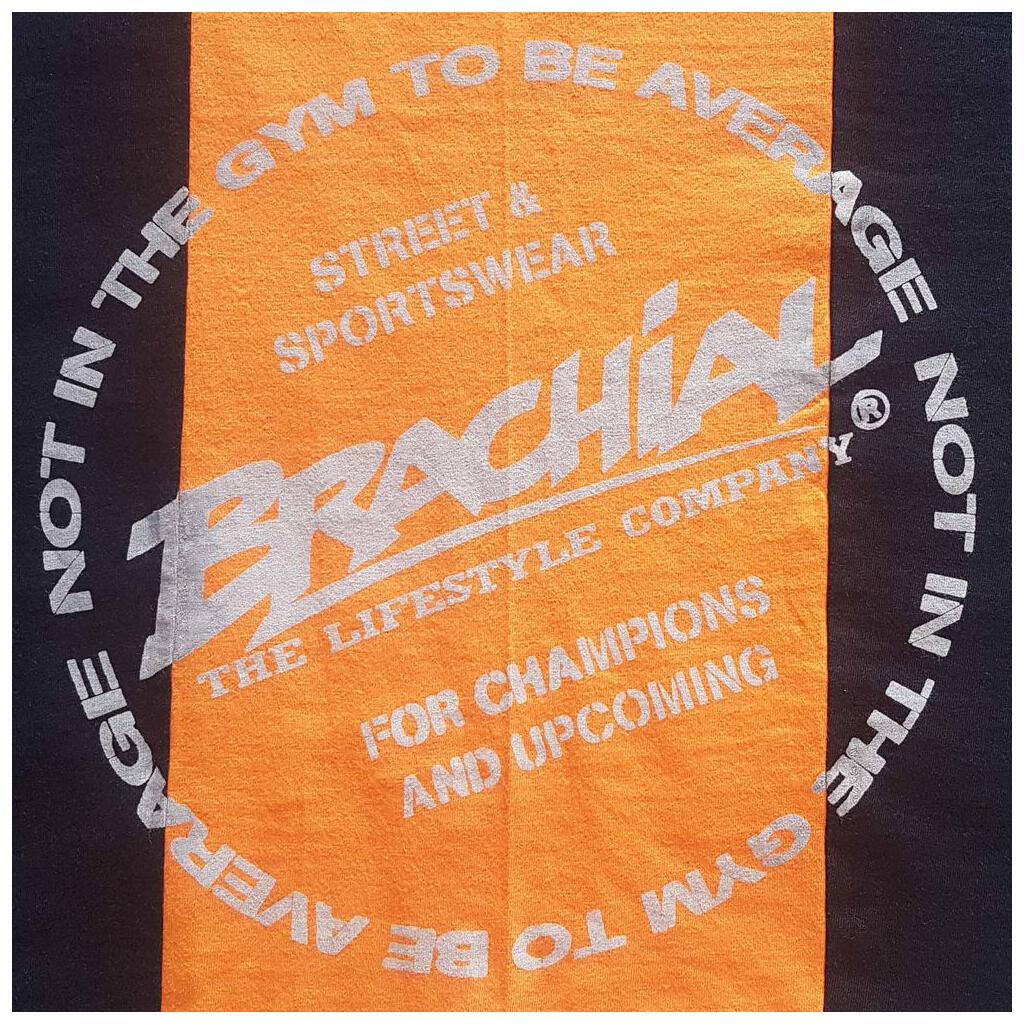 NOT IN THE GYM TO BE AVERAGE
NOT IN THE GYM TO BE AVERAGE
STREET &
SPORTSWEAR
BRACHiAL®
THE LIFESTYLE COMPANY
FOR CHAMPIONS
AND UPCOMING